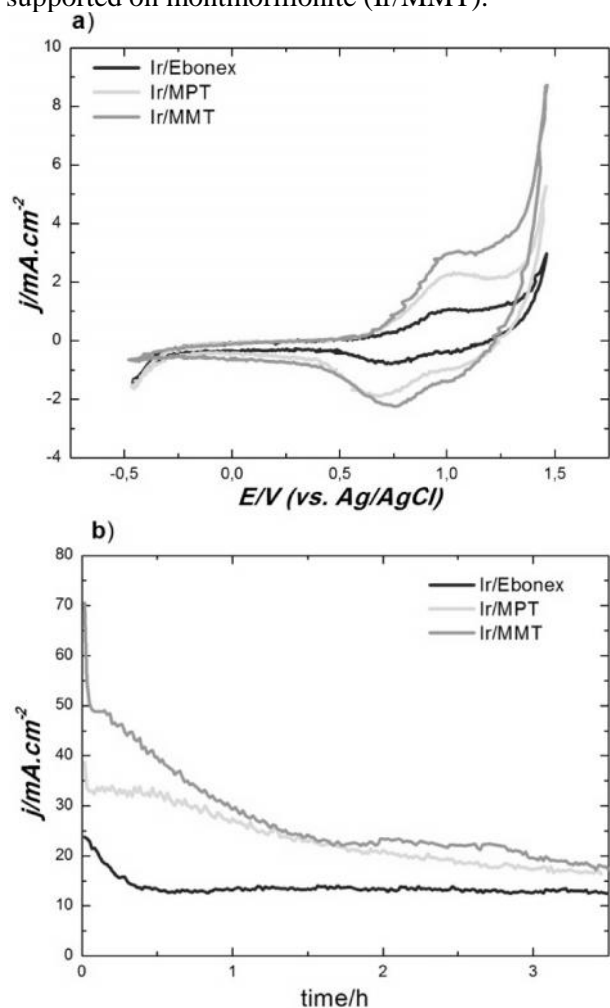 supported on montmorillonite (Ir/MMT).
a)
Ir/Ebonex
Ir/MPT
Ir/MMT
j/mA.cm-2
10
8
6
4
2
0
-2
-4
-0,5
0,0
0,5
1,0
1,5
E/V (vs. Ag/AgCl)
b)
Ir/Ebonex
Ir/MPT
Ir/MMT
j/mA.cm-2
80
70
60
50
40
30
20
10
0
0
1
2
3
time/h